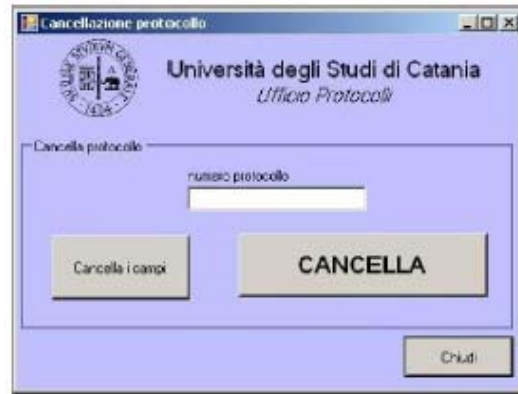 Cancellazione protocollo
Università degli Studi di Catania
Ufficio Protocolli
Cancella protocollo
numero protocollo
Cancella i campi
CANCELLA
Chiudi